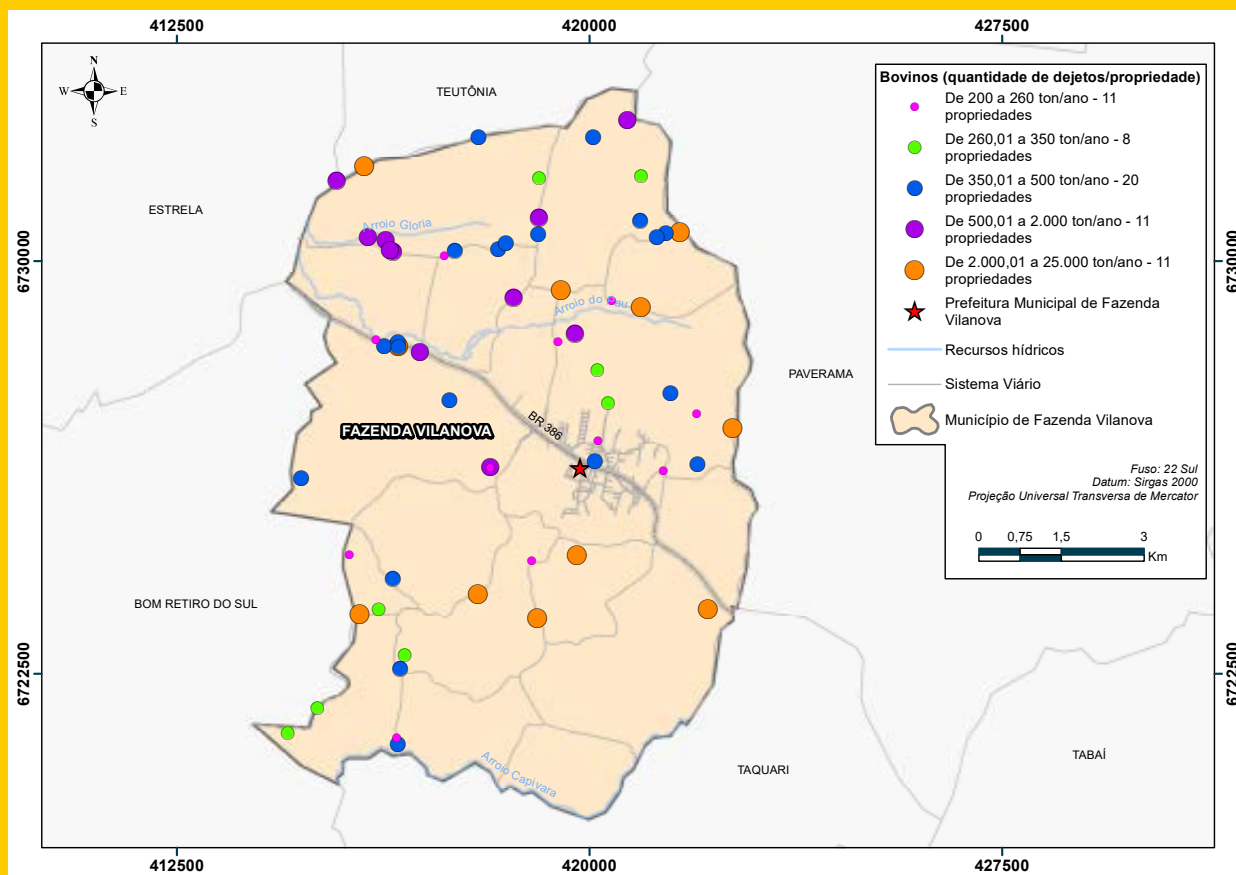 412500
420000
427500
N
W
E
S
TEUTÔNIA
ESTRELA
Arroio Gloria
6730000
6730000
Arroio do Cau
PAVERAMA
BR 386
FAZENDA VILANOVA
BOM RETIRO DO SUL
6722500
6722500
Arroio Capivara
TAQUARI
TABAÍ
412500
420000
427500
Bovinos (quantidade de dejetos/propriedade)
De 200 a 260 ton/ano - 11
propriedades
De 260,01 a 350 ton/ano - 8
propriedades
De 350,01 a 500 ton/ano - 20
propriedades
De 500,01 a 2.000 ton/ano - 11
propriedades
De 2.000,01 a 25.000 ton/ano - 11
propriedades
Prefeitura Municipal de Fazenda
Vilanova
Recursos hídricos
Sistema Viário
Município de Fazenda Vilanova
Fuso: 22 Sul
Datum: Sirgas 2000
Projeção Universal Transversa de Mercator
0 0,75 1,5 3
Km